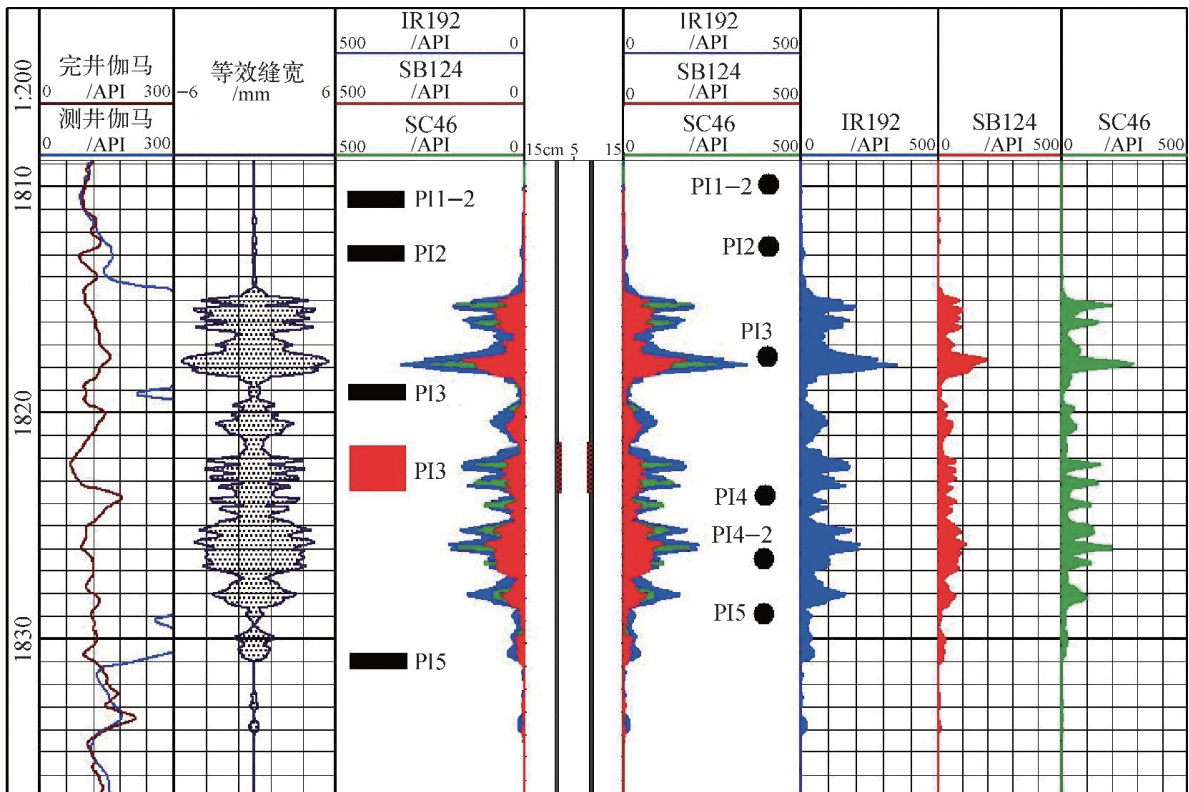 1:200
完井伽马
0 /API 300
测井伽马
0 /API 300
等效缝宽
-6 /mm 6
IR192
500 /API 0
SB124
500 /API 0
SC46
500 /API 0
15cm 5 15
IR192
0 /API 500
SB124
0 /API 500
SC46
0 /API 500
IR192
0 /API 500
SB124
0 /API 500
SC46
0 /API 500
1810
1820
1830
PI1-2
PI2
PI3
PI3
PI5
PI1-2
PI2
PI3
PI4
PI4-2
PI5